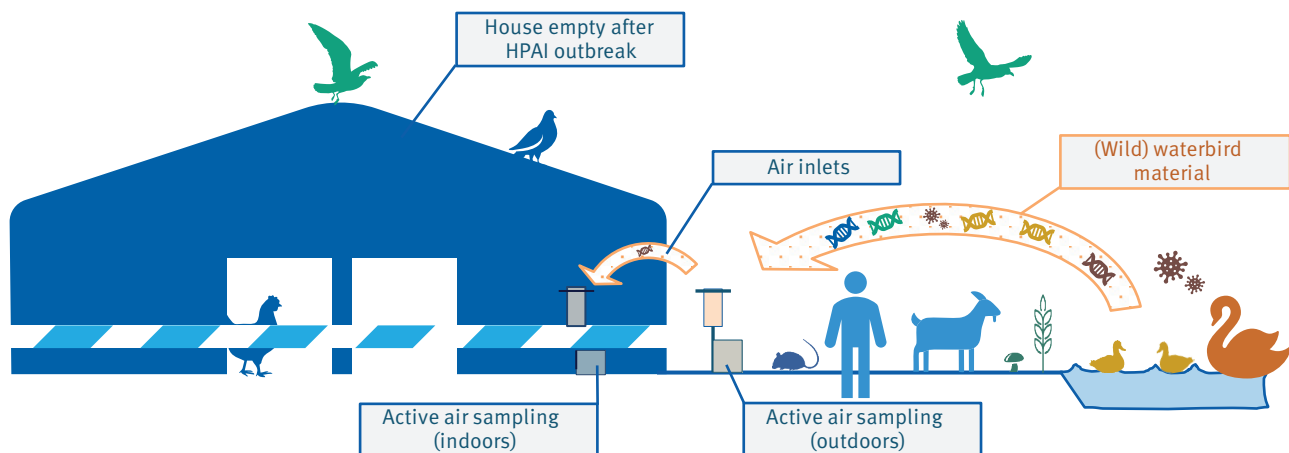 House empty after
HPAI outbreak
Air inlets
(Wild) waterbird
material
Active air sampling
(indoors)
Active air sampling
(outdoors)